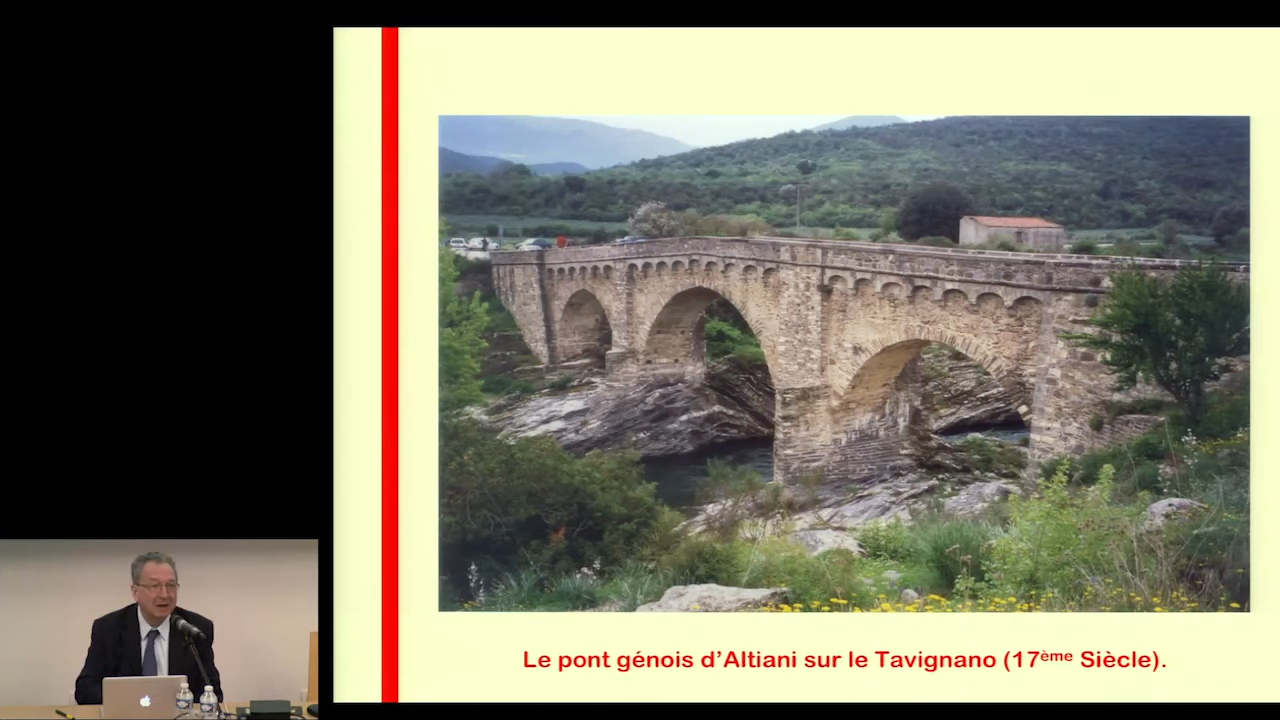 Le pont génois d’Altiani sur le Tavignano (17ème Siècle).